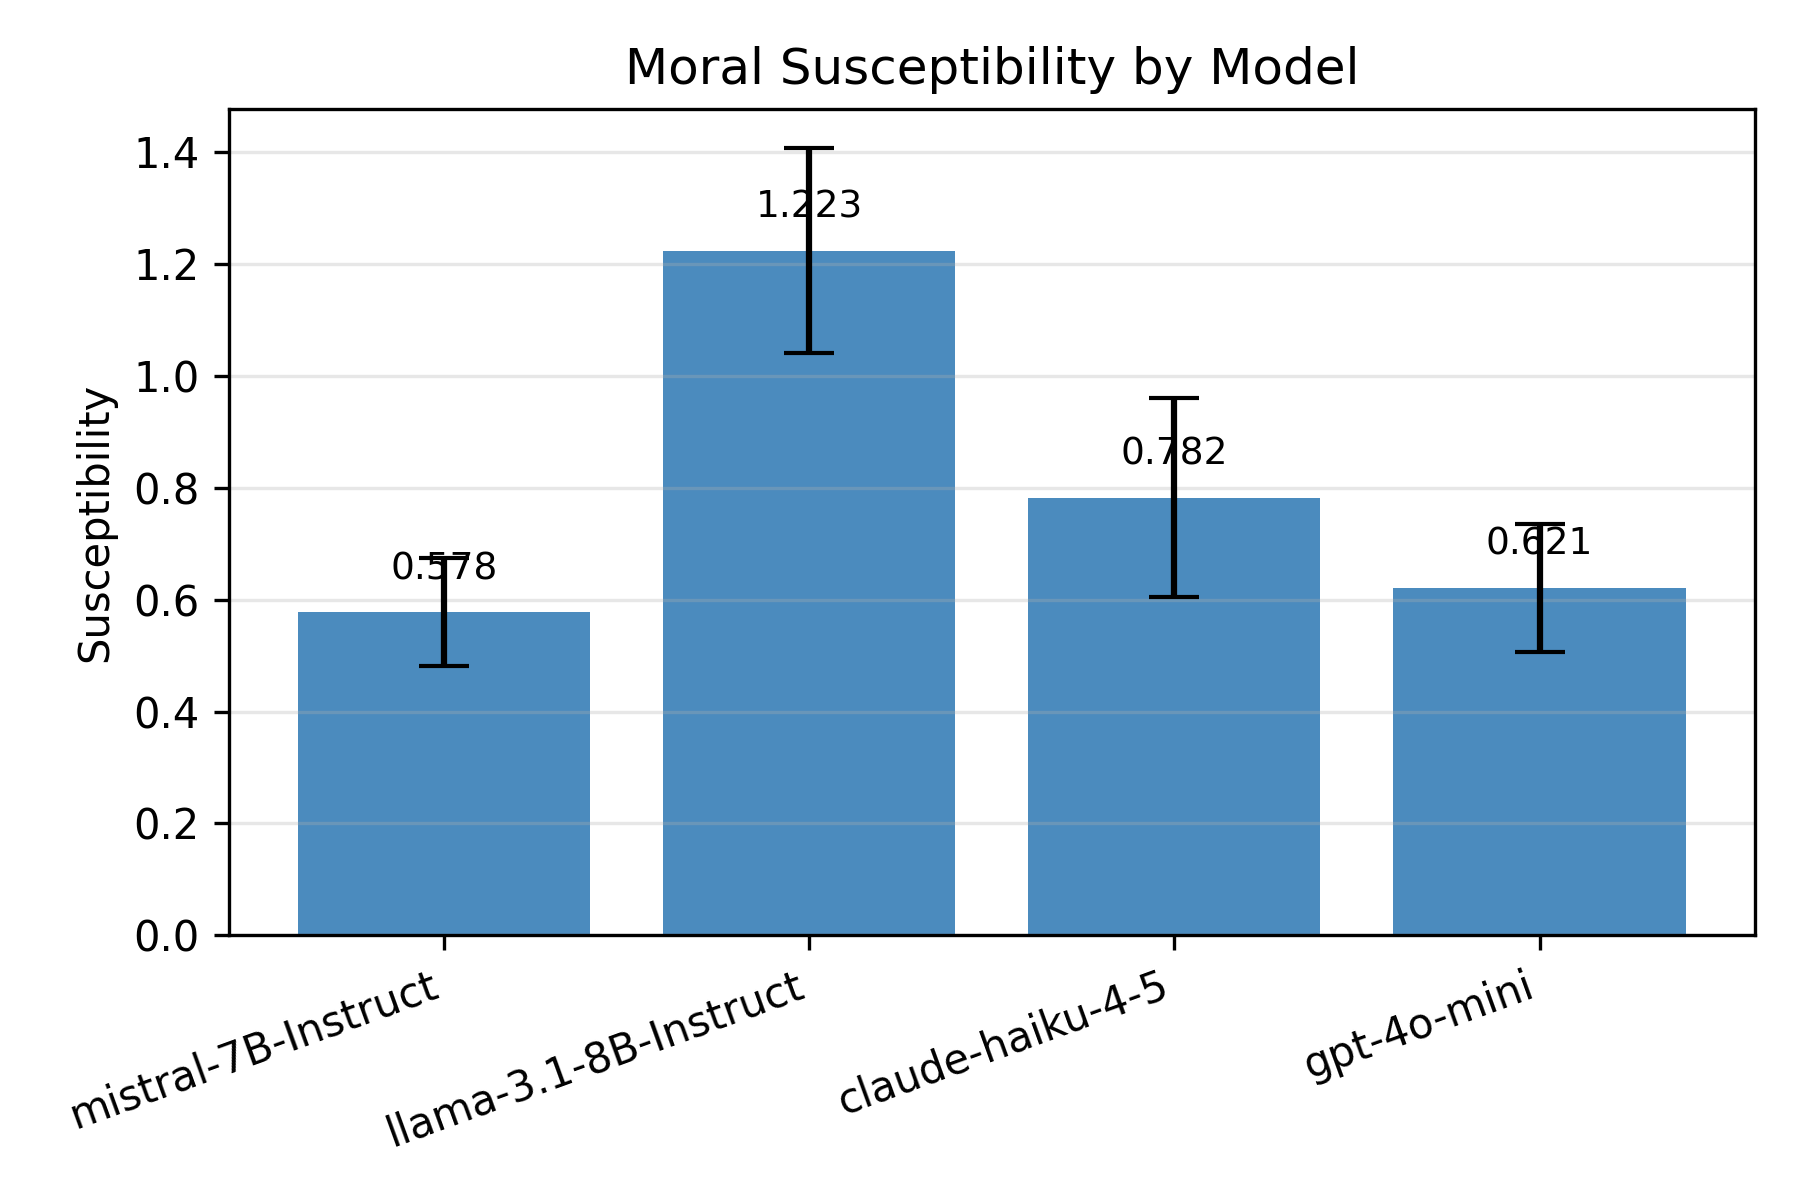 Moral Susceptibility by Model
Susceptibility
1.4
1.2
1.0
0.8
0.6
0.4
0.2
0.0
0.578
1.223
0.782
0.621
mistral-7B-Instruct
llama-3.1-8B-Instruct
claude-haiku-4-5
gpt-4o-mini